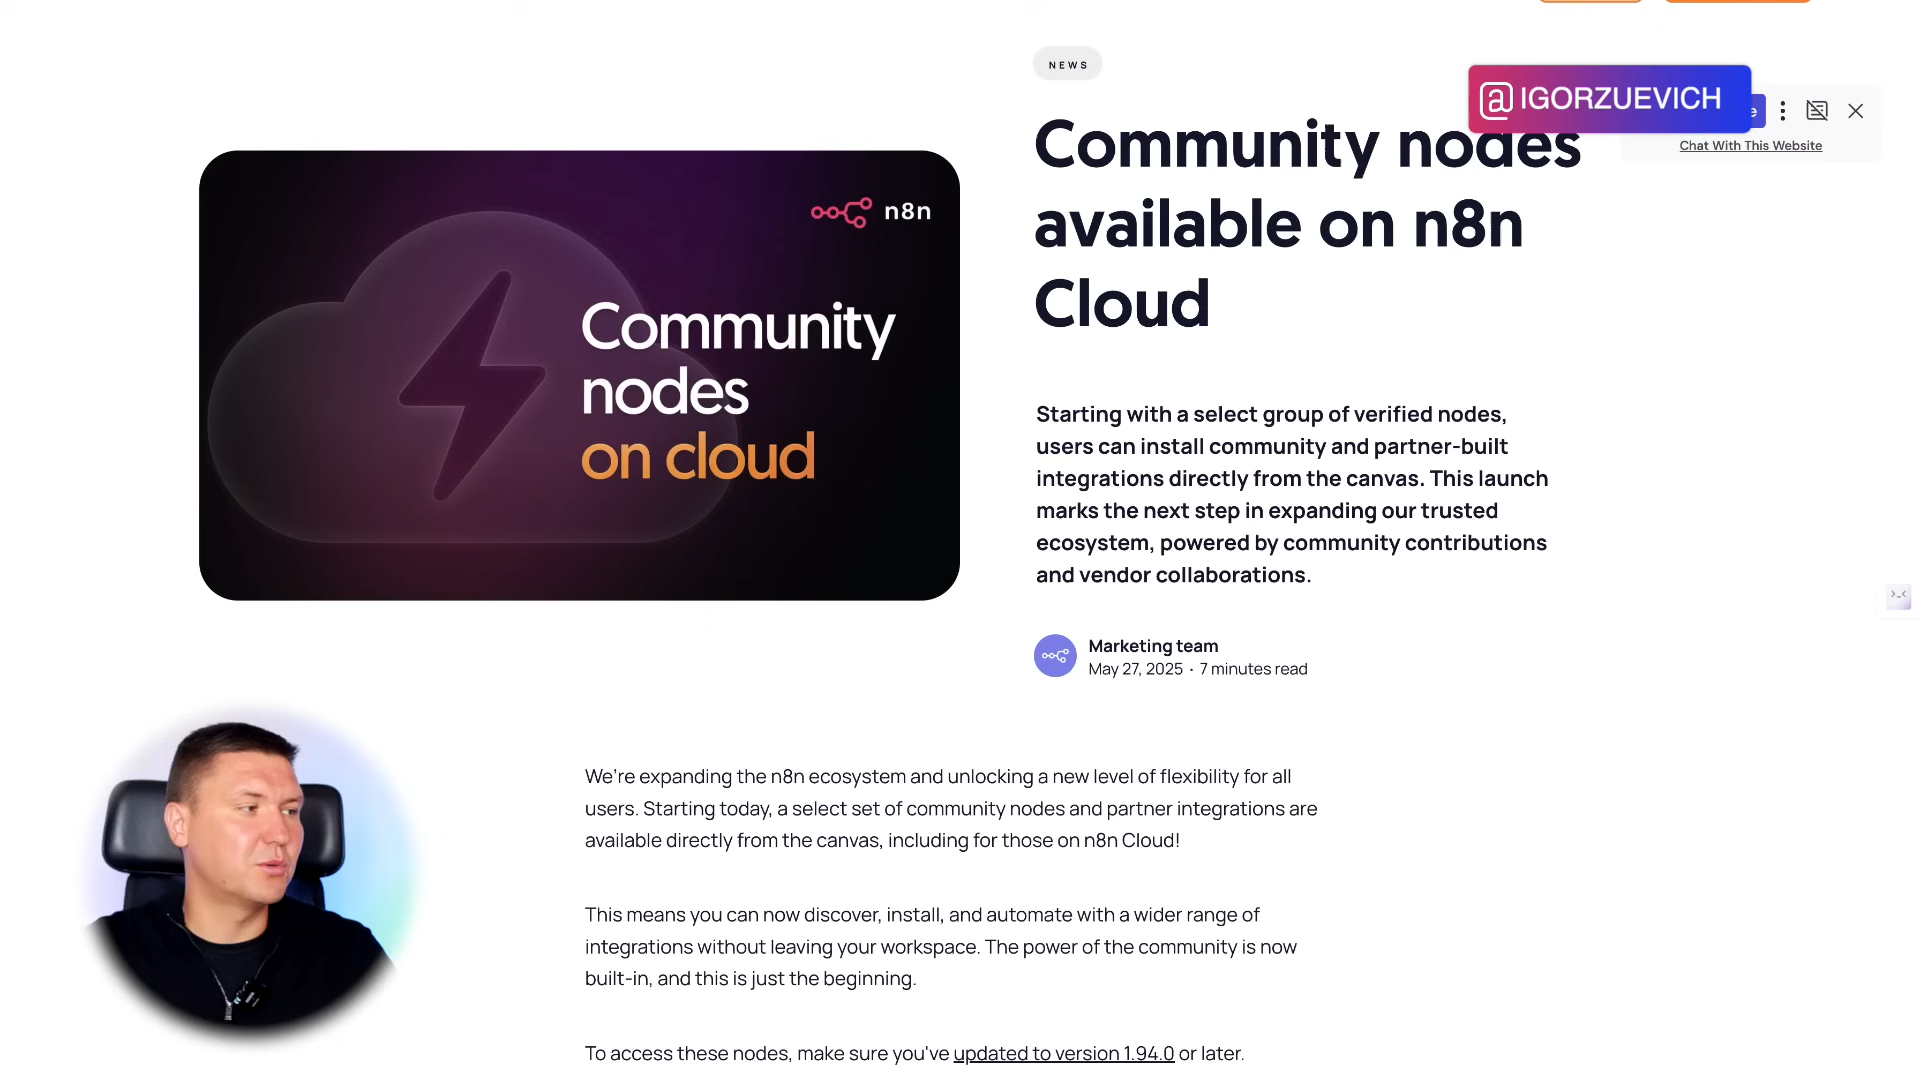 NEWS
@IGORZUEVICH
Community nodes
available on n8n
Cloud
Chat With This Website
n8n
Community
nodes
on cloud
Starting with a select group of verified nodes,
users can install community and partner-built
integrations directly from the canvas. This launch
marks the next step in expanding our trusted
ecosystem, powered by community contributions
and vendor collaborations.
Marketing team
May 27, 2025 · 7 minutes read
We’re expanding the n8n ecosystem and unlocking a new level of flexibility for all
users. Starting today, a select set of community nodes and partner integrations are
available directly from the canvas, including for those on n8n Cloud!
This means you can now discover, install, and automate with a wider range of
integrations without leaving your workspace. The power of the community is now
built-in, and this is just the beginning.
To access these nodes, make sure you've updated to version 1.94.0 or later.